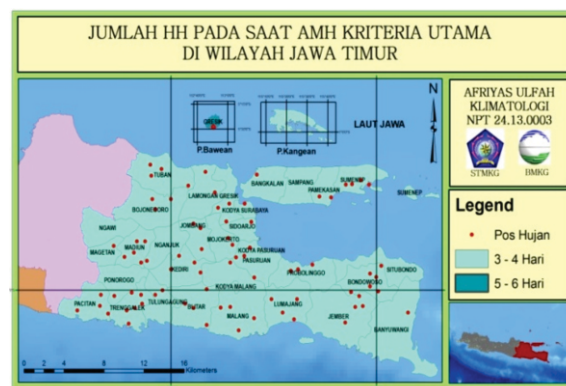 JUMLAH HH PADA SAAT AMH KRITERIA UTAMA
DI WILAYAH JAWA TIMUR
N
GRESIK
P.Bawean
P.Kangean
LAUT JAWA
TUBAN
BANGKALAN
SAMPANG
PAMEKASAN
SUMENEP
SUMENEP
LAMONGAN GRESIK
BOJONEGORO
KODYA SURABAYA
SIDOARJO
NGAWI
JOMBANG
MOJOKERTO
MADIUN
NGANJUK
KODYA PASURUAN
MAGETAN
PASURUAN
KEDIRI
PROBOLINGGO
SITUBONDO
PONOROGO
KODYA MALANG
BONDOWOSO
PACITAN
TRENGGALEK
TULUNGAGUNG
BLITAR
MALANG
LUMAJANG
JEMBER
BANYUWANGI
0 2 4 8 12 16
Kilometers
AFRIYAS ULFAH
KLIMATOLOGI
NPT 24.13.0003
STMKG
BMKG
Legend
Pos Hujan
3 - 4 Hari
5 - 6 Hari